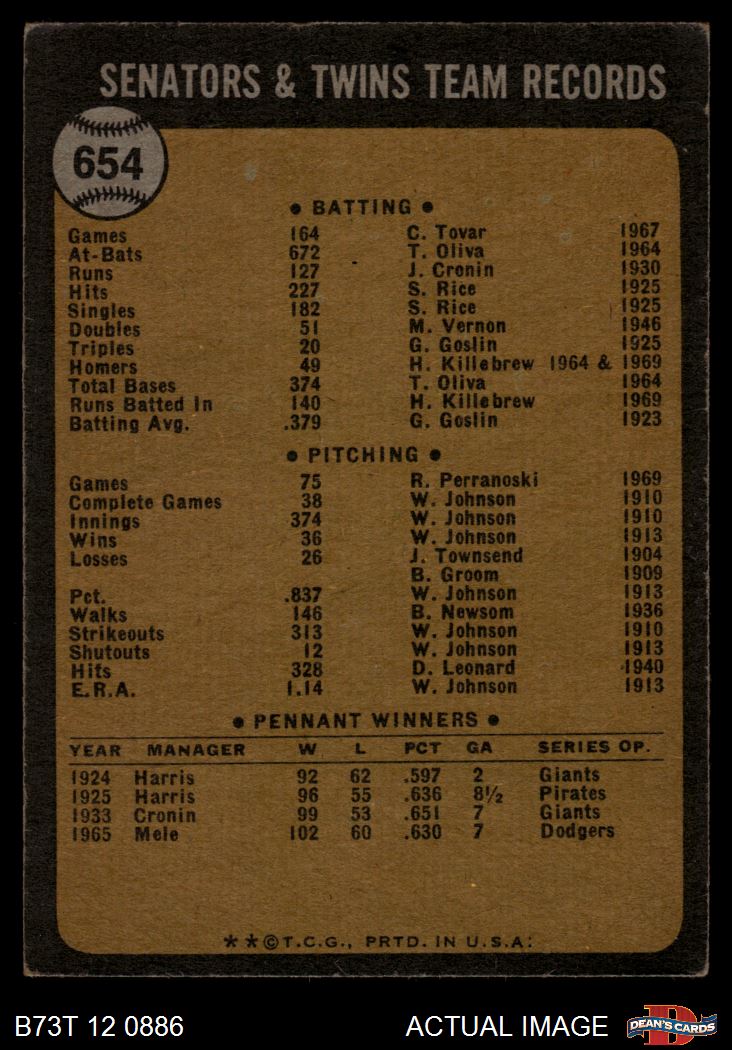 SENATORS & TWINS TEAM RECORDS
654
• BATTING •
Games 164 C. Tovar 1967
At-Bats 672 T. Oliva 1964
Runs 127 J. Cronin 1930
Hits 227 S. Rice 1925
Singles 182 S. Rice 1925
Doubles 51 M. Vernon 1946
Triples 20 G. Goslin 1925
Homers 49 H. Killebrew 1964 & 1969
Total Bases 374 T. Oliva 1964
Runs Batted In 140 H. Killebrew 1969
Batting Avg. .379 G. Goslin 1923
• PITCHING •
Games 75 R. Perranoski 1969
Complete Games 38 W. Johnson 1910
Innings 374 W. Johnson 1910
Wins 36 W. Johnson 1913
Losses 26 J. Townsend 1904
B. Groom 1909
Pct. .837 W. Johnson 1913
Walks 146 B. Newsom 1936
Strikeouts 313 W. Johnson 1910
Shutouts 12 W. Johnson 1913
Hits 328 D. Leonard 1940
E.R.A. 1.14 W. Johnson 1913
• PENNANT WINNERS •
YEAR MANAGER W L PCT GA SERIES OP.
1924 Harris 92 62 .597 2 Giants
1925 Harris 96 55 .636 8½ Pirates
1933 Cronin 99 53 .651 7 Giants
1965 Mele 102 60 .630 7 Dodgers
**©T.C.G., PRTD. IN U.S.A.
B73T 12 0886 ACTUAL IMAGE D DEAN'S CARDS